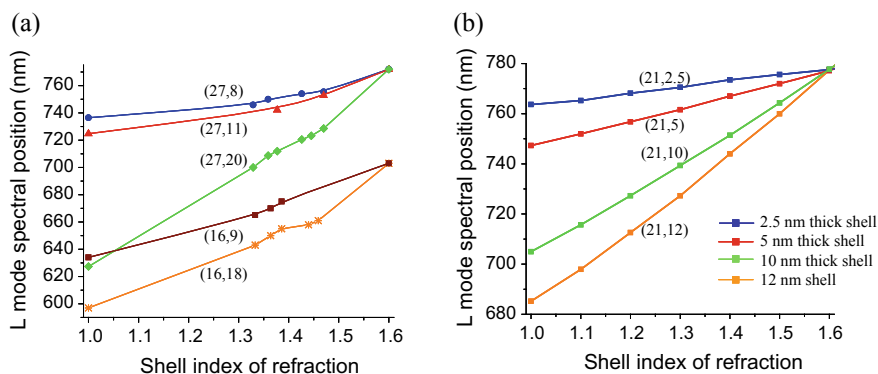 (a)
L mode spectral position (nm)
760
740
720
700
680
660
640
620
600
(27,8)
(27,11)
(27,20)
(16,9)
(16,18)
1.0 1.1 1.2 1.3 1.4 1.5 1.6
Shell index of refraction
(b)
L mode spectral position (nm)
780
760
740
720
700
680
(21,2.5)
(21,5)
(21,10)
(21,12)
2.5 nm thick shell
5 nm thick shell
10 nm thick shell
12 nm shell
1.0 1.1 1.2 1.3 1.4 1.5 1.6
Shell index of refraction